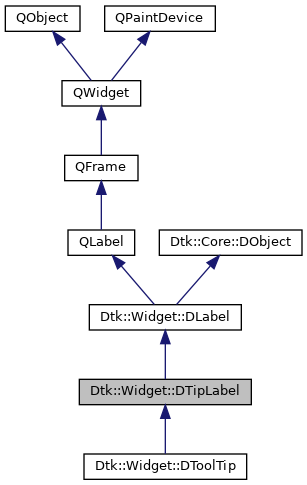 QObject
QPaintDevice
QWidget
QFrame
QLabel
Dtk::Core::DObject
Dtk::Widget::DLabel
Dtk::Widget::DTipLabel
Dtk::Widget::DToolTip